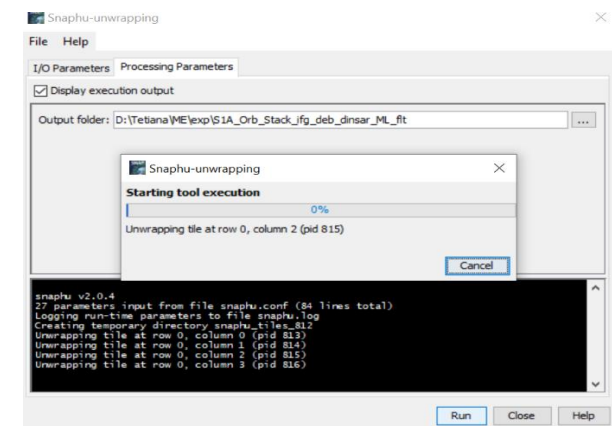 Snaphu-unwrapping
File Help
I/O Parameters Processing Parameters
Display execution output
Output folder: D:\Tetiana\ME\exp\S1A_Orb_Stack_ifg_deb_dinsar_ML_flt ...
Snaphu-unwrapping
Starting tool execution
0%
Unwrapping tile at row 0, column 2 (pid 815)
Cancel
snaphu v2.0.4
27 parameters input from file snaphu.conf (84 lines total)
Logging run-time parameters to file snaphu.log
Creating temporary directory snaphu_tiles_812
Unwrapping tile at row 0, column 0 (pid 813)
Unwrapping tile at row 0, column 1 (pid 814)
Unwrapping tile at row 0, column 2 (pid 815)
Unwrapping tile at row 0, column 3 (pid 816)
Run Close Help